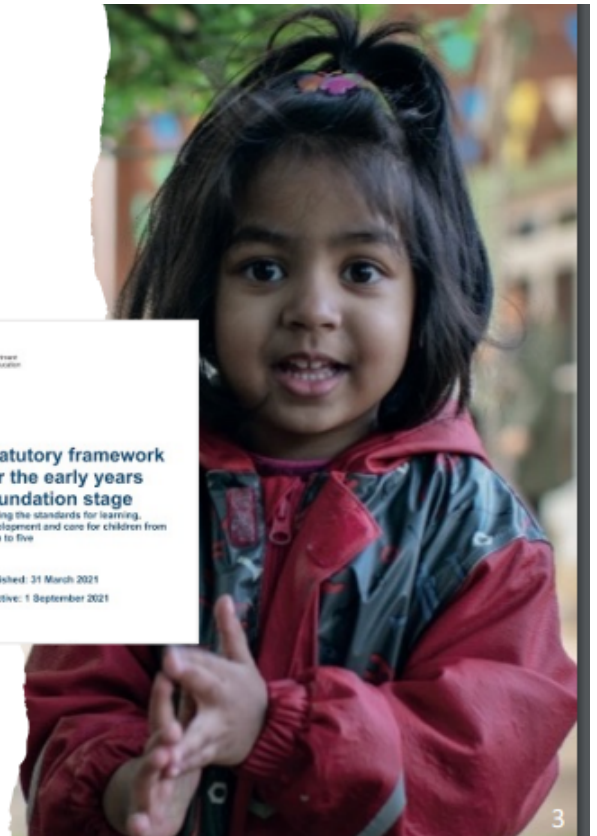 atutory framework
r the early years
undation stage
ing the standards for learning,
elopment and care for children from
to five
ished: 31 March 2021
tive: 1 September 2021
3